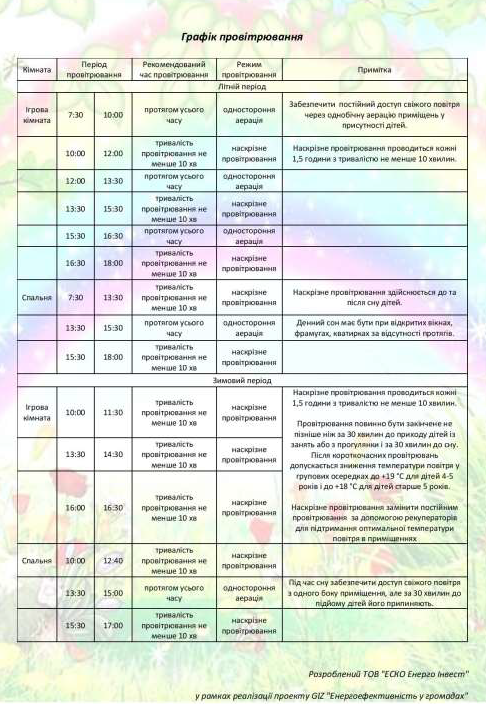 Графік провітрювання
Кімната Період провітрювання Рекомендований час провітрювання Режим провітрювання Примітка
Літній період
Ігрова кімната 7:30 10:00 протягом усього часу одностороння аерація Забезпечити постійний доступ свіжого повітря через однобічну аерацію приміщень у присутності дітей.
10:00 12:00 тривалість провітрювання не менше 10 хв наскрізне провітрювання Наскрізне провітрювання проводиться кожні 1,5 години з тривалістю не менше 10 хвилин.
12:00 13:30 протягом усього часу одностороння аерація
13:30 15:30 тривалість провітрювання не менше 10 хв наскрізне провітрювання
15:30 16:30 протягом усього часу одностороння аерація
16:30 18:00 тривалість провітрювання не менше 10 хв наскрізне провітрювання
Спальня 7:30 13:30 тривалість провітрювання не менше 10 хв наскрізне провітрювання Наскрізне провітрювання здійснюється до та після сну дітей.
13:30 15:30 протягом усього часу одностороння аерація Денний сон має бути при відкритих вікнах, фрамугах, кватирках за відсутності протягів.
15:30 18:00 тривалість провітрювання не менше 10 хв наскрізне провітрювання
Зимовий період
Ігрова кімната 10:00 11:30 тривалість провітрювання не менше 10 хв наскрізне провітрювання Наскрізне провітрювання проводиться кожні 1,5 години з тривалістю не менше 10 хвилин.
Провітрювання повинно бути закінчене не пізніше ніж за 30 хвилин до приходу дітей із занять або з прогулянки і за 30 хвилин до сну.
13:30 14:30 тривалість провітрювання не менше 10 хв наскрізне провітрювання Після короткочасних провітрювань допускається зниження температури повітря у групових осередках до +19 °C для дітей 4-5 років і до +18 °C для дітей старше 5 років.
16:00 16:30 тривалість провітрювання не менше 10 хв наскрізне провітрювання Наскрізне провітрювання замінити постійним провітрювання за допомогою рекуператорів для підтримання оптимальної температури повітря в приміщеннях
Спальня 10:00 12:40 тривалість провітрювання не менше 10 хв наскрізне провітрювання
13:30 15:00 протягом усього часу одностороння аерація Під час сну забезпечити доступ свіжого повітря з одного боку приміщення, але за 30 хвилин до підйому дітей його припиняють.
15:30 17:00 тривалість провітрювання не менше 10 хв наскрізне провітрювання
Розроблений ТОВ "ЕСКО Енерго Інвест"
у рамках реалізації проекту GIZ "Енергоефективність у громадах"